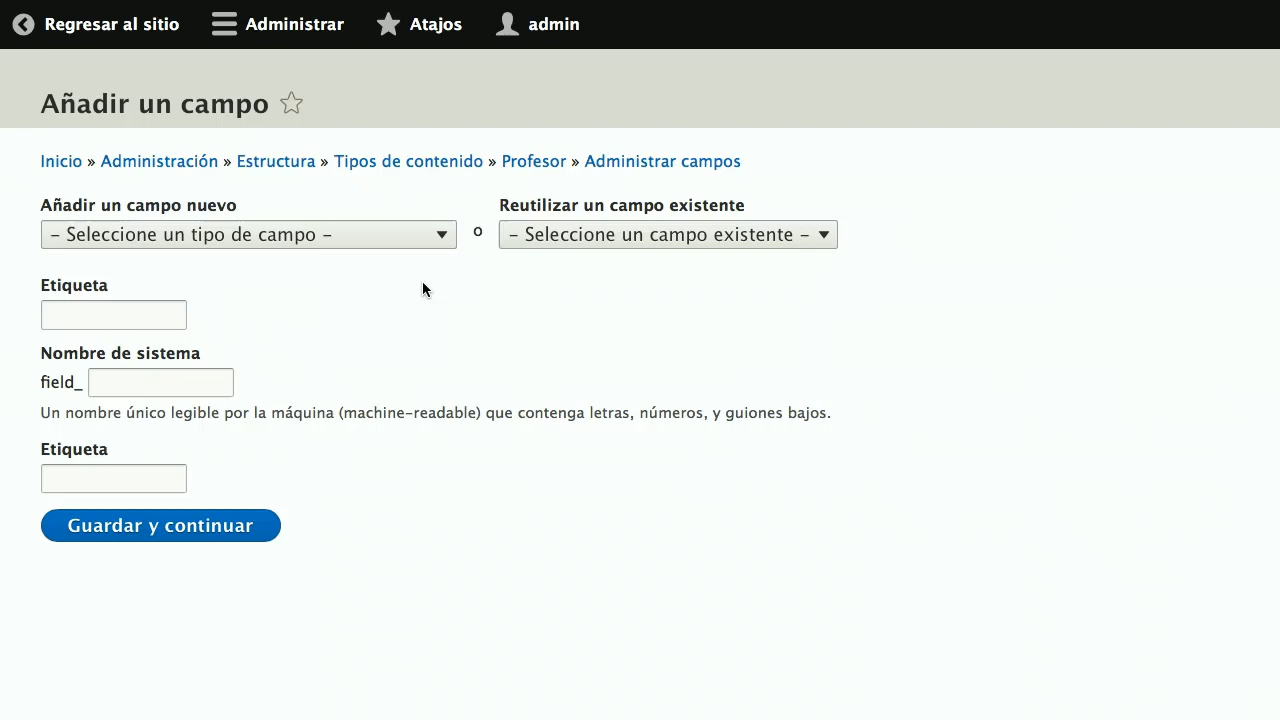 Regresar al sitio Administrar Atajos admin
Añadir un campo
Inicio » Administración » Estructura » Tipos de contenido » Profesor » Administrar campos
Añadir un campo nuevo Reutilizar un campo existente
– Seleccione un tipo de campo – o – Seleccione un campo existente –
Etiqueta
Nombre de sistema
field_
Un nombre único legible por la máquina (machine-readable) que contenga letras, números, y guiones bajos.
Etiqueta
Guardar y continuar